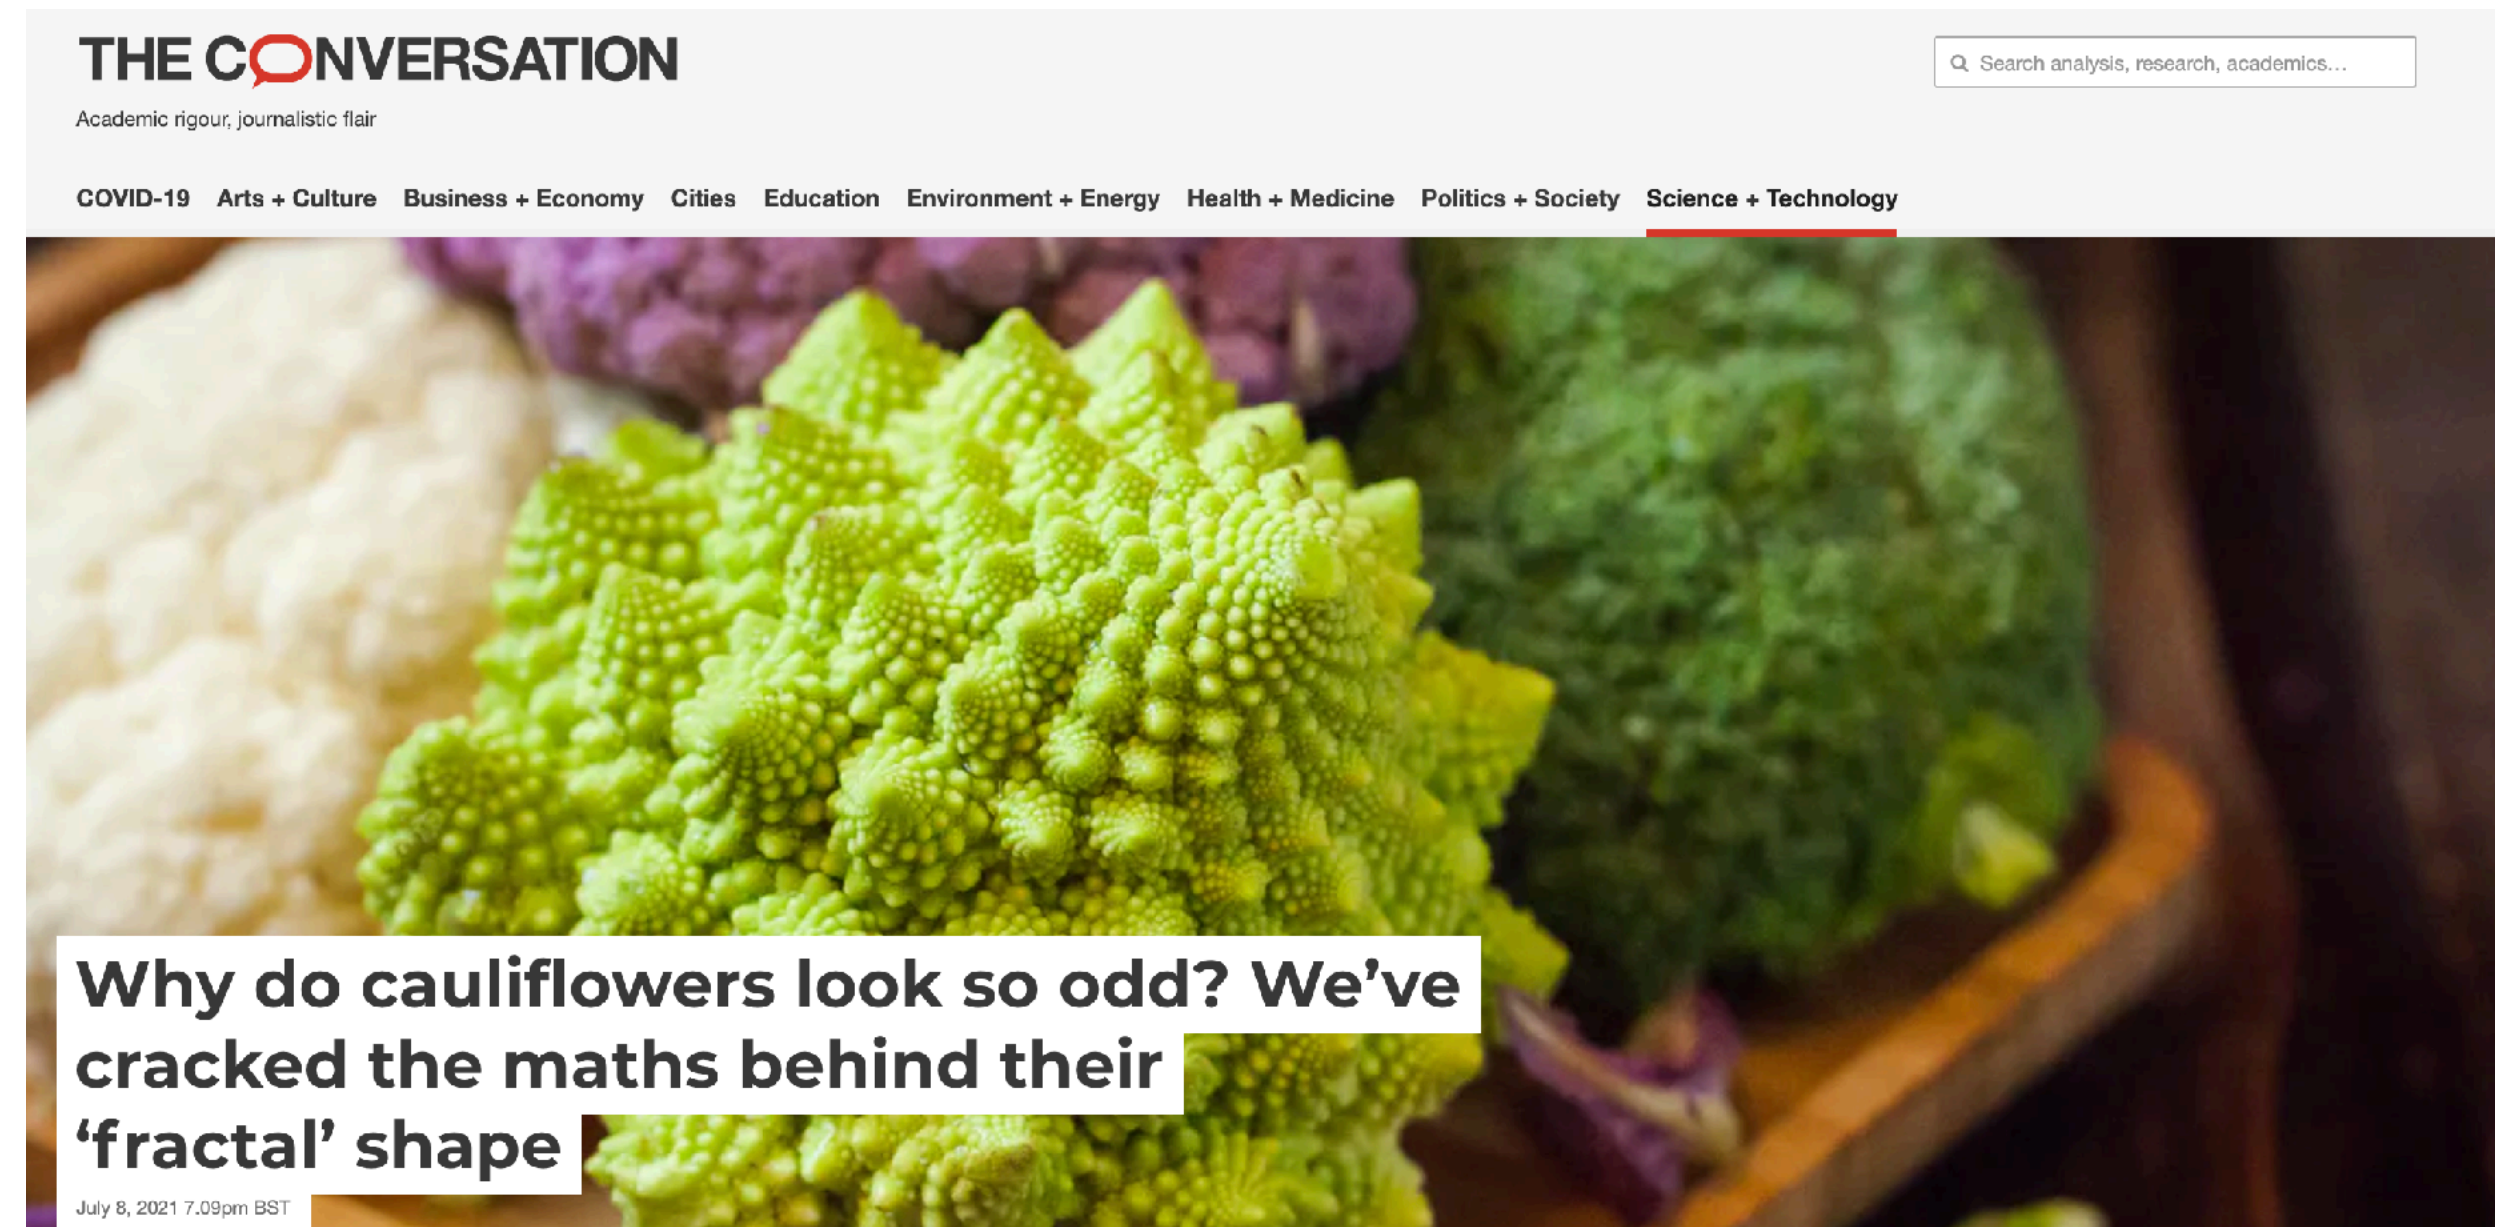 THE CONVERSATION
Search analysis, research, academics…
Academic rigour, journalistic flair
COVID-19 Arts + Culture Business + Economy Cities Education Environment + Energy Health + Medicine Politics + Society Science + Technology
Why do cauliflowers look so odd? We’ve
cracked the maths behind their
‘fractal’ shape
July 8, 2021 7.09pm BST